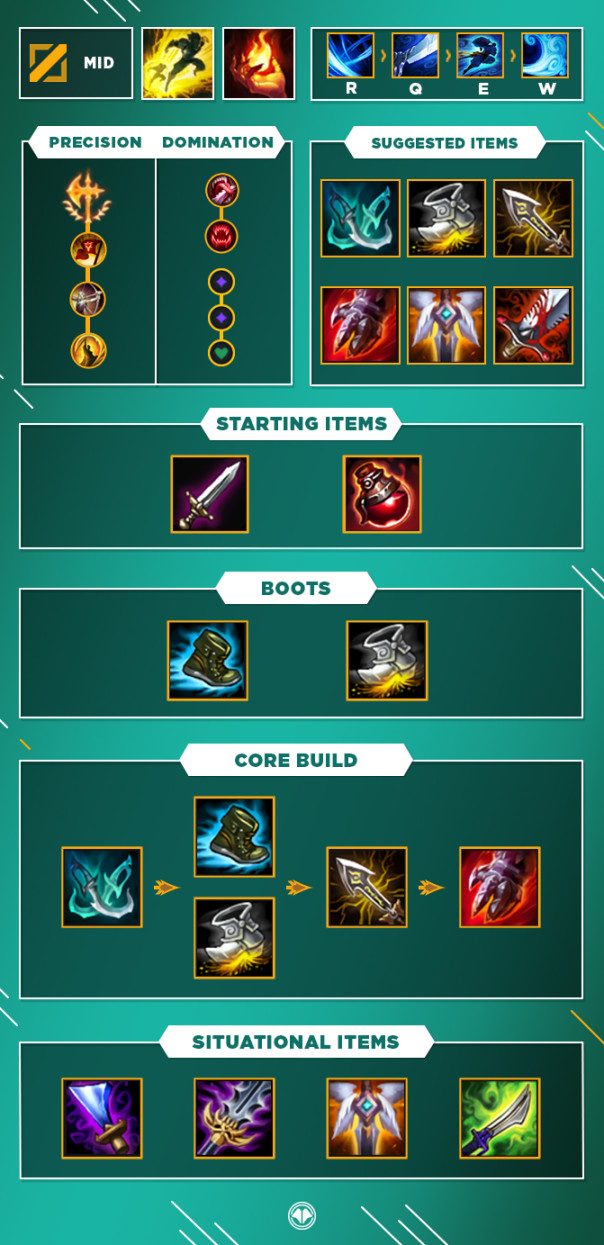 MID
R Q E W
PRECISION DOMINATION
SUGGESTED ITEMS
STARTING ITEMS
BOOTS
CORE BUILD
SITUATIONAL ITEMS